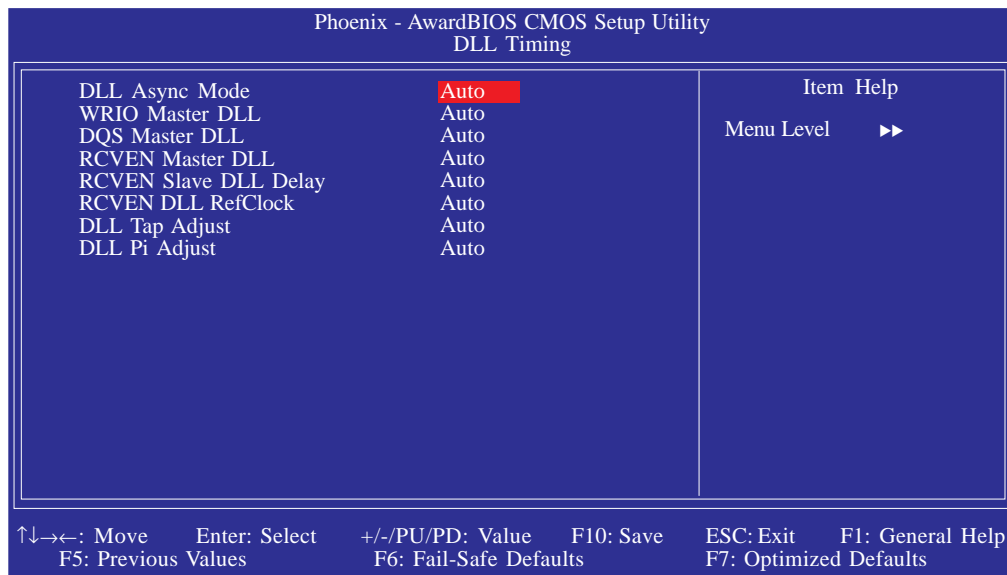 Phoenix - AwardBIOS CMOS Setup Utility
DLL Timing
DLL Async Mode Auto
WRIO Master DLL Auto
DQS Master DLL Auto
RCVEN Master DLL Auto
RCVEN Slave DLL Delay Auto
RCVEN DLL RefClock Auto
DLL Tap Adjust Auto
DLL Pi Adjust Auto
Item Help
Menu Level ▶▶
↑↓→←: Move Enter: Select +/-/PU/PD: Value F10: Save ESC: Exit F1: General Help
F5: Previous Values F6: Fail-Safe Defaults F7: Optimized Defaults